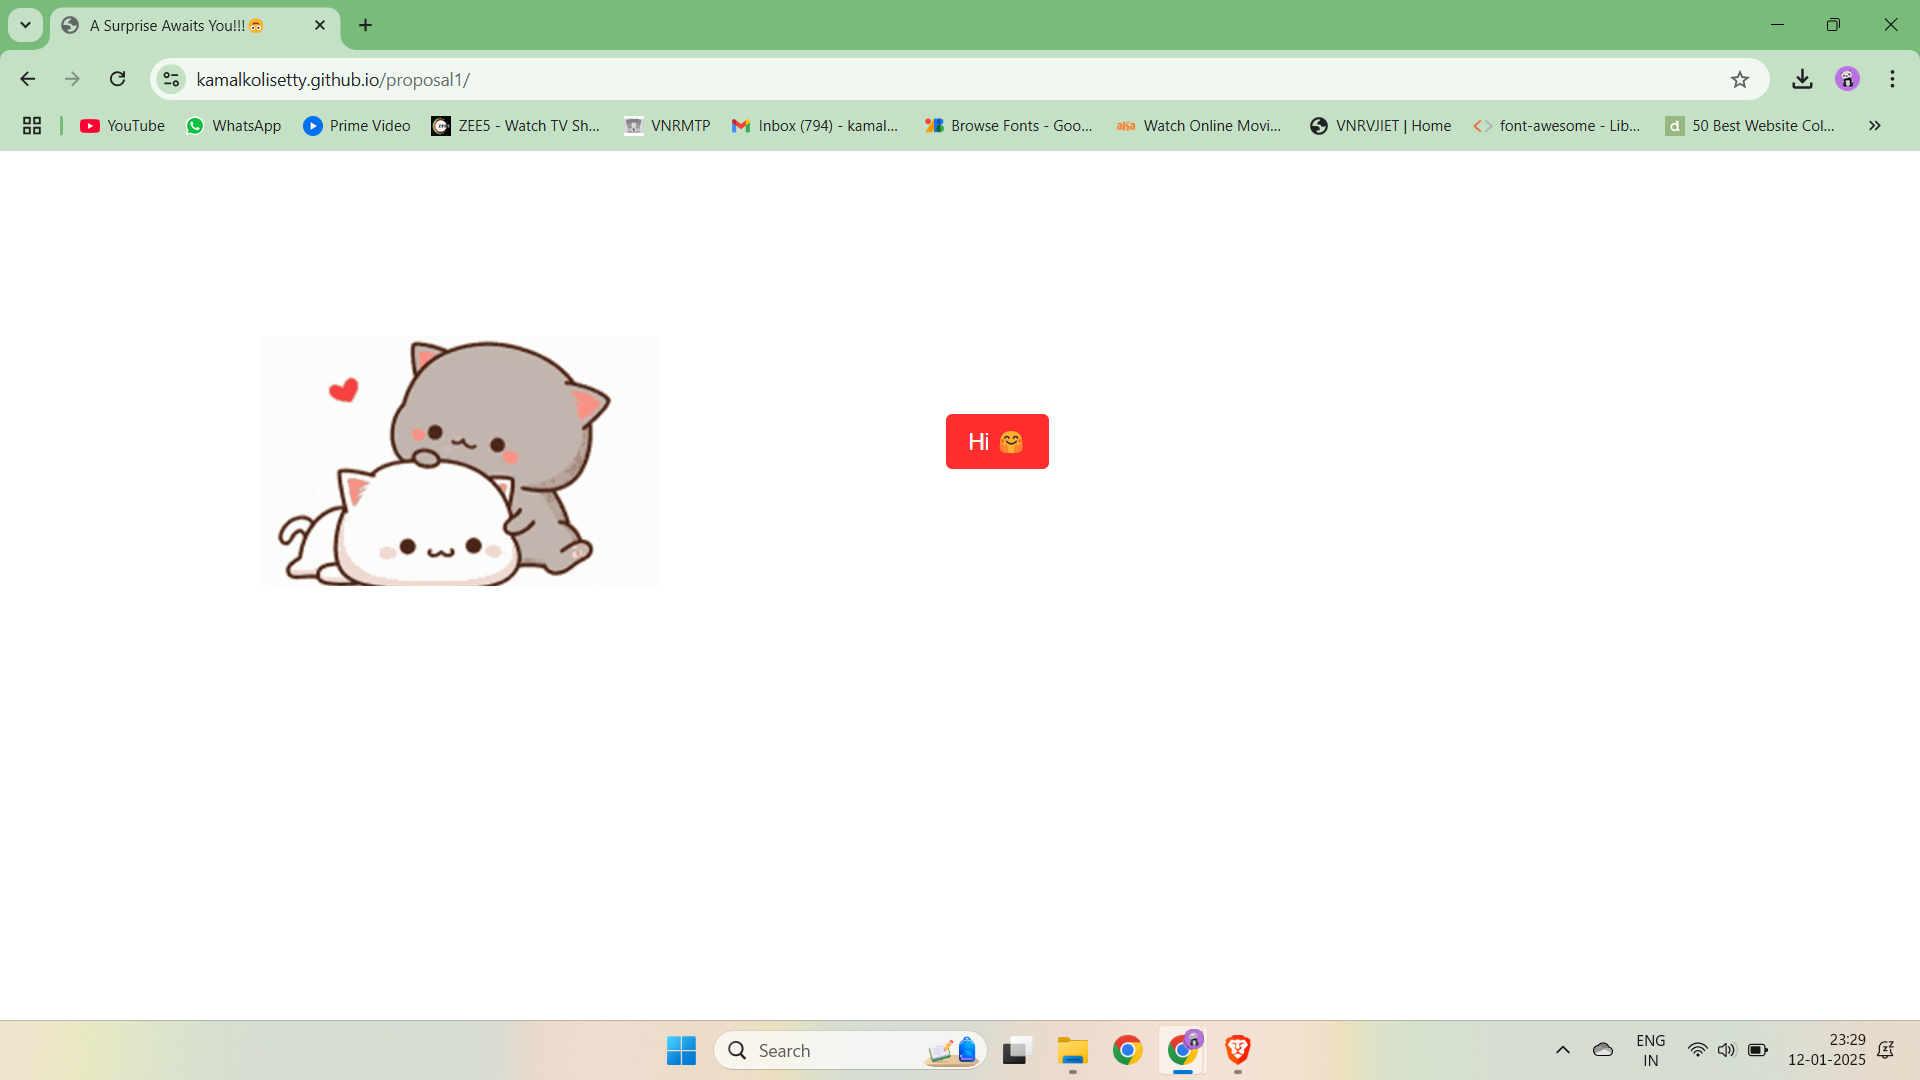 A Surprise Awaits You!!!🙃
kamalkolisetty.github.io/proposal1/
YouTube WhatsApp Prime Video ZEE5 - Watch TV Sh... VNRMTP Inbox (794) - kamal... Browse Fonts - Goo... aha Watch Online Movi... VNRVJIET | Home font-awesome - Lib... d 50 Best Website Col...
Hi 🤗
Search
ENG
IN
23:29
12-01-2025